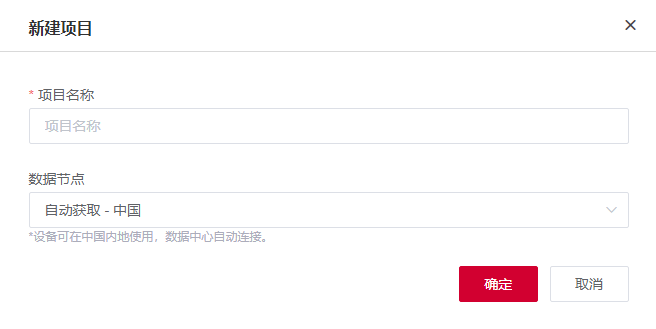 新建项目
* 项目名称
项目名称
数据节点
自动获取 - 中国
*设备可在中国内地使用，数据中心自动连接。
确定 取消